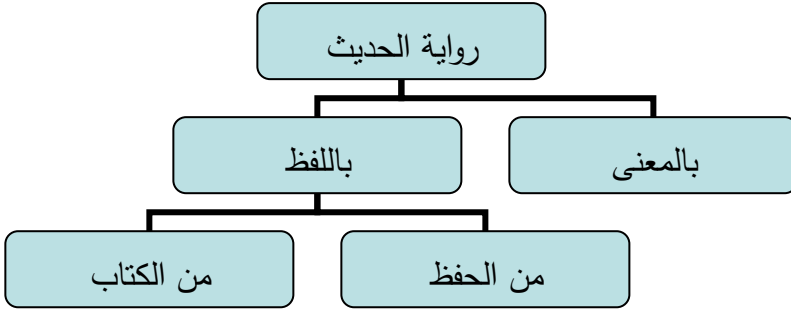 رواية الحديث
بالمعنى
باللفظ
من الحفظ
من الكتاب